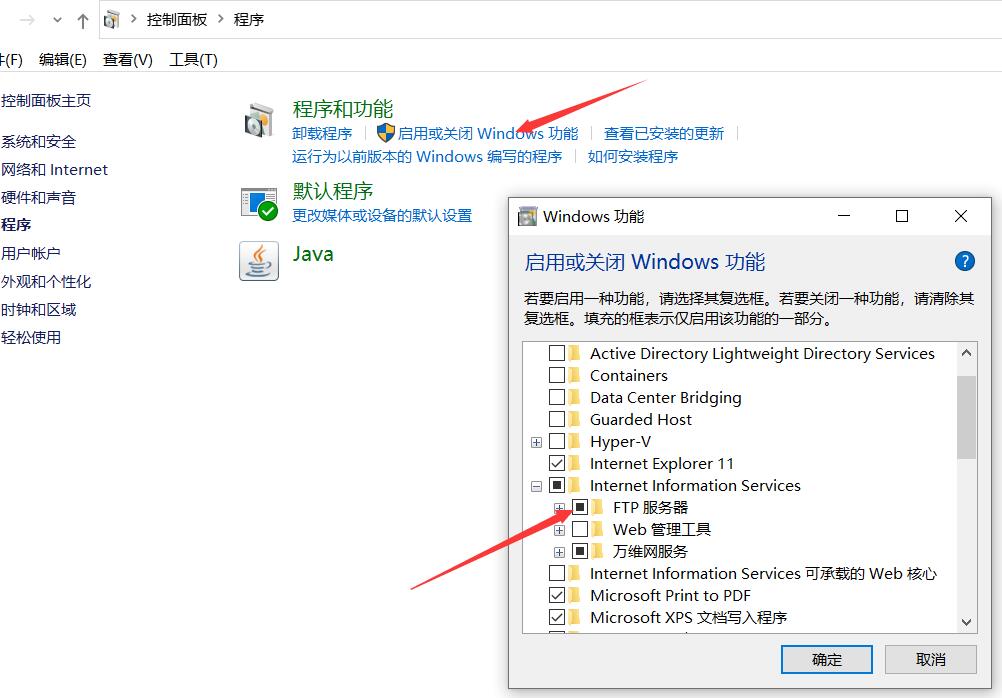 控制面板 程序
(F) 编辑(E) 查看(V) 工具(T)
控制面板主页
系统和安全
网络和 Internet
硬件和声音
程序
用户帐户
外观和个性化
时钟和区域
轻松使用
程序和功能
卸载程序 启用或关闭 Windows 功能 查看已安装的更新
运行为以前版本的 Windows 编写的程序 如何安装程序
默认程序
更改媒体或设备的默认设置
Java
Windows 功能
启用或关闭 Windows 功能
若要启用一种功能，请选择其复选框。若要关闭一种功能，请清除其
复选框。填充的框表示仅启用该功能的一部分。
Active Directory Lightweight Directory Services
Containers
Data Center Bridging
Guarded Host
Hyper-V
Internet Explorer 11
Internet Information Services
FTP 服务器
Web 管理工具
万维网服务
Internet Information Services 可承载的 Web 核心
Microsoft Print to PDF
Microsoft XPS 文档写入程序
确定 取消